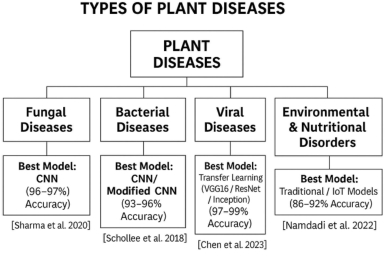 TYPES OF PLANT DISEASES
PLANT
DISEASES
Fungal
Diseases
Best Model:
CNN
(96–97%)
Accuracy)
[Sharma et al. 2020]
Bacterial
Diseases
Best Model:
CNN/
Modified CNN
(93–96%
Accuracy)
[Schollee et al. 2018]
Viral
Diseases
Best Model:
Transfer Learning
(VGG16 / ResNet
/ Inception)
(97–99%
Accuracy)
[Chen et al. 2023]
Environmental
& Nutritional
Disorders
Best Model:
Traditional / IoT Models
(86–92% Accuracy)
[Namdadi et al. 2022]